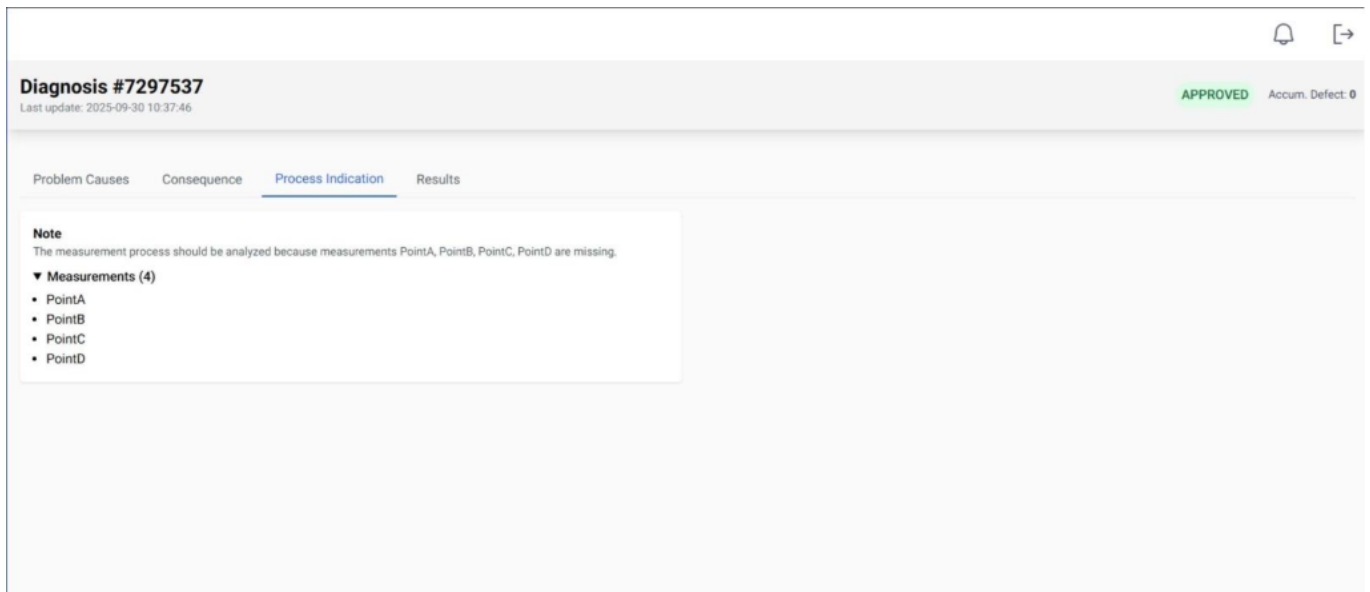 Diagnosis #7297537
Last update: 2025-09-30 10:37:46
APPROVED Accum. Defect: 0
Problem Causes Consequence Process Indication Results
Note
The measurement process should be analyzed because measurements PointA, PointB, PointC, PointD are missing.
▼ Measurements (4)
• PointA
• PointB
• PointC
• PointD